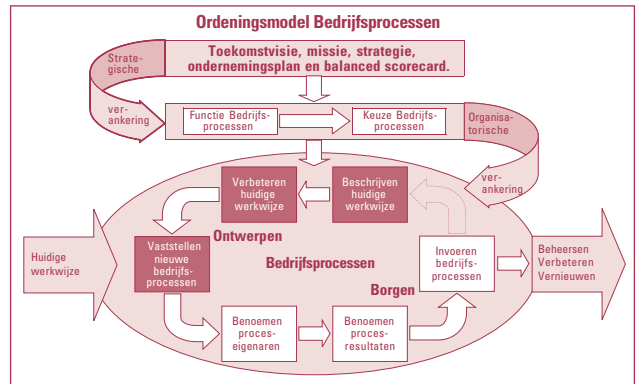 Ordeningsmodel Bedrijfsprocessen
Strate-
gische
Toekomstvisie, missie, strategie,
ondernemingsplan en balanced scorecard.
ver-
ankering
Functie Bedrijfs-
processen
Keuze Bedrijfs-
processen
Organisa-
torische
ver-
ankering
Verbeteren
huidige
werkwijze
Beschrijven
huidige
werkwijze
Ontwerpen
Huidige
werkwijze
Vaststellen
nieuwe
bedrijfs-
processen
Bedrijfsprocessen
Invoeren
bedrijfs-
processen
Beheersen
Verbeteren
Vernieuwen
Borgen
Benoemen
proces-
eigenaren
Benoemen
proces-
resultaten